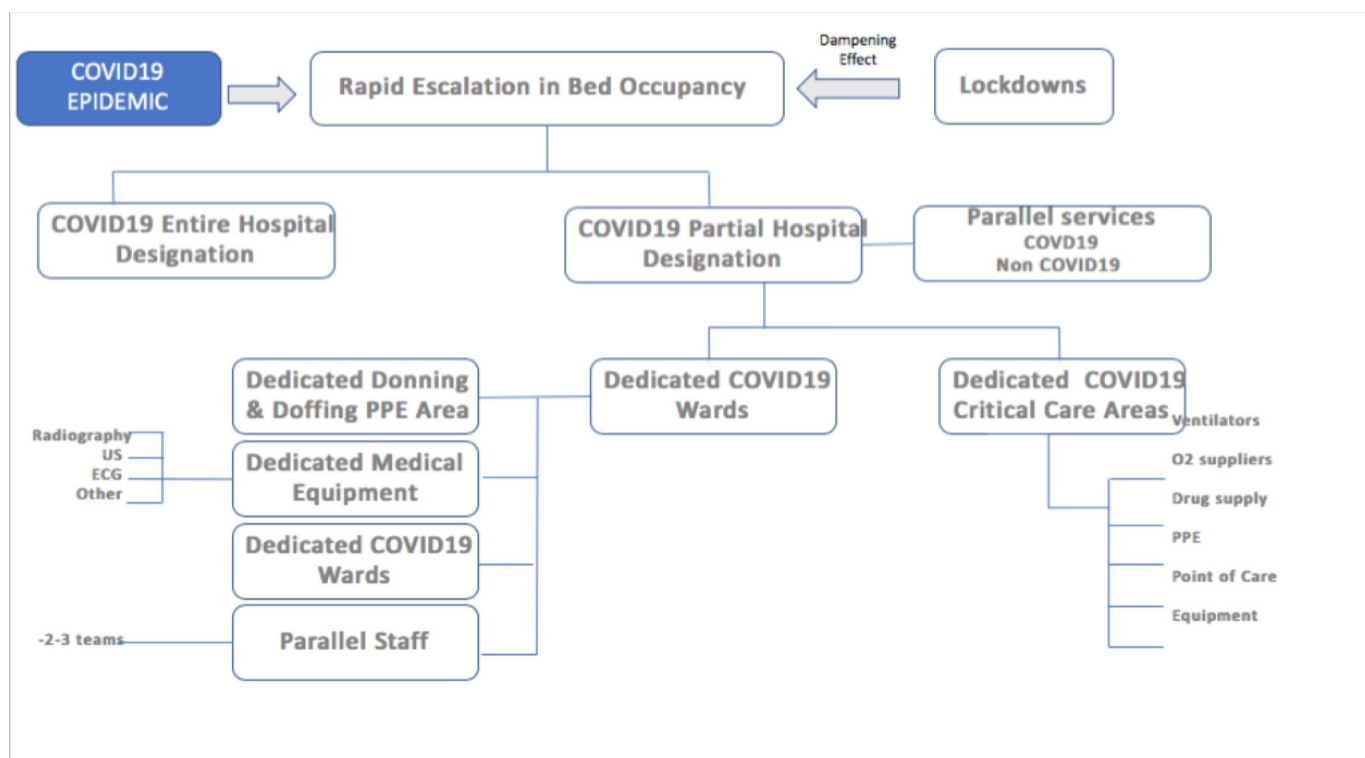 COVID19
EPIDEMIC
Rapid Escalation in Bed Occupancy
Dampening
Effect
Lockdowns
COVID19 Entire Hospital
Designation
COVID19 Partial Hospital
Designation
Parallel services
COVD19
Non COVID19
Dedicated Donning
& Doffing PPE Area
Dedicated COVID19
Wards
Dedicated COVID19
Critical Care Areas
Radiography
US
ECG
Other
Dedicated Medical
Equipment
Dedicated COVID19
Wards
-2-3 teams
Parallel Staff
Ventilators
O2 suppliers
Drug supply
PPE
Point of Care
Equipment